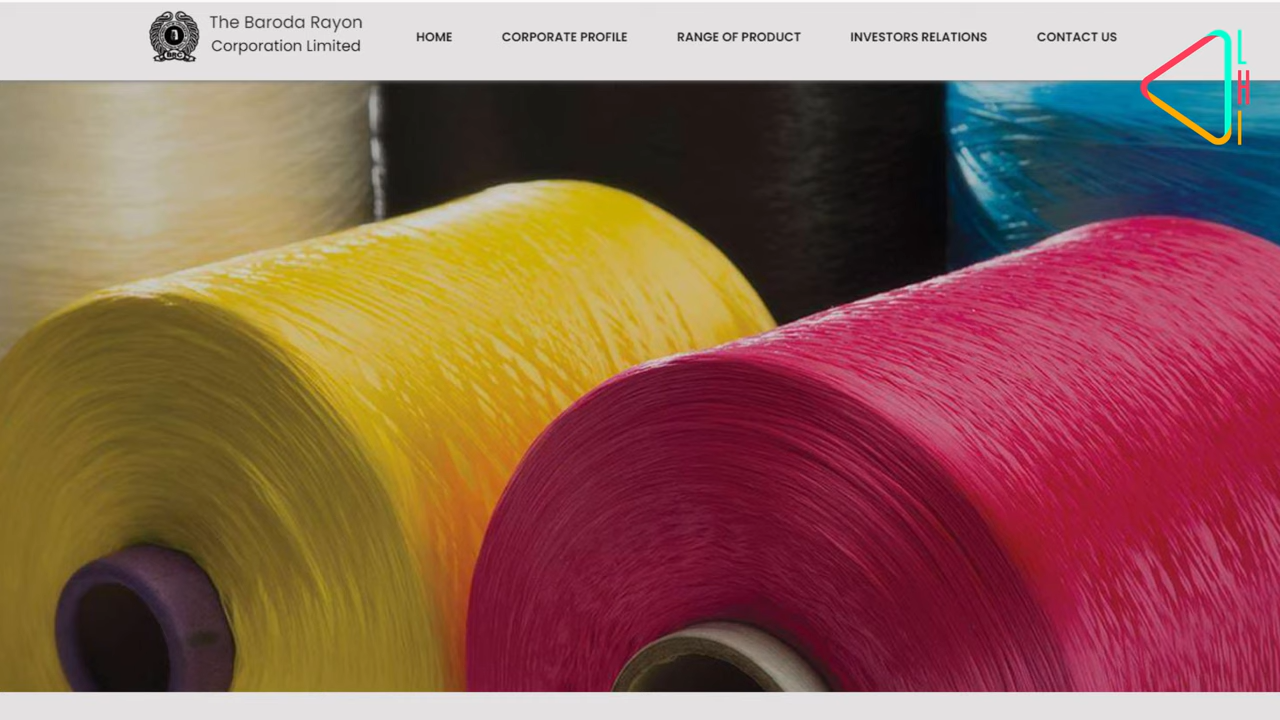 The Baroda Rayon
Corporation Limited
HOME
CORPORATE PROFILE
RANGE OF PRODUCT
INVESTORS RELATIONS
CONTACT US
L
H
I